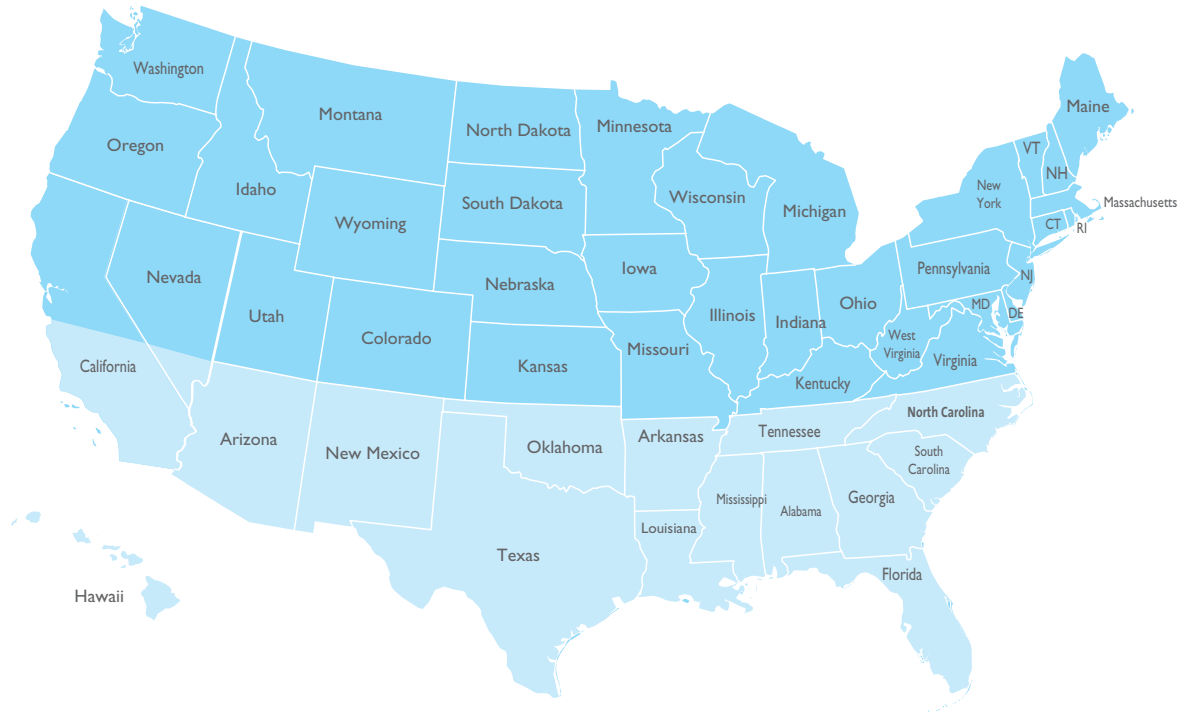 Washington
Montana
North Dakota
Minnesota
Maine
Oregon
VT
NH
Idaho
Wisconsin
New
York
South Dakota
Michigan
Massachusetts
Wyoming
CT
RI
Iowa
Pennsylvania
NJ
Nevada
Nebraska
Ohio
MD
DE
Utah
Illinois
Indiana
Colorado
West
Virginia
Missouri
Virginia
California
Kansas
Kentucky
North Carolina
Arizona
Arkansas
Tennessee
New Mexico
Oklahoma
South
Carolina
Mississippi
Georgia
Alabama
Louisiana
Texas
Florida
Hawaii